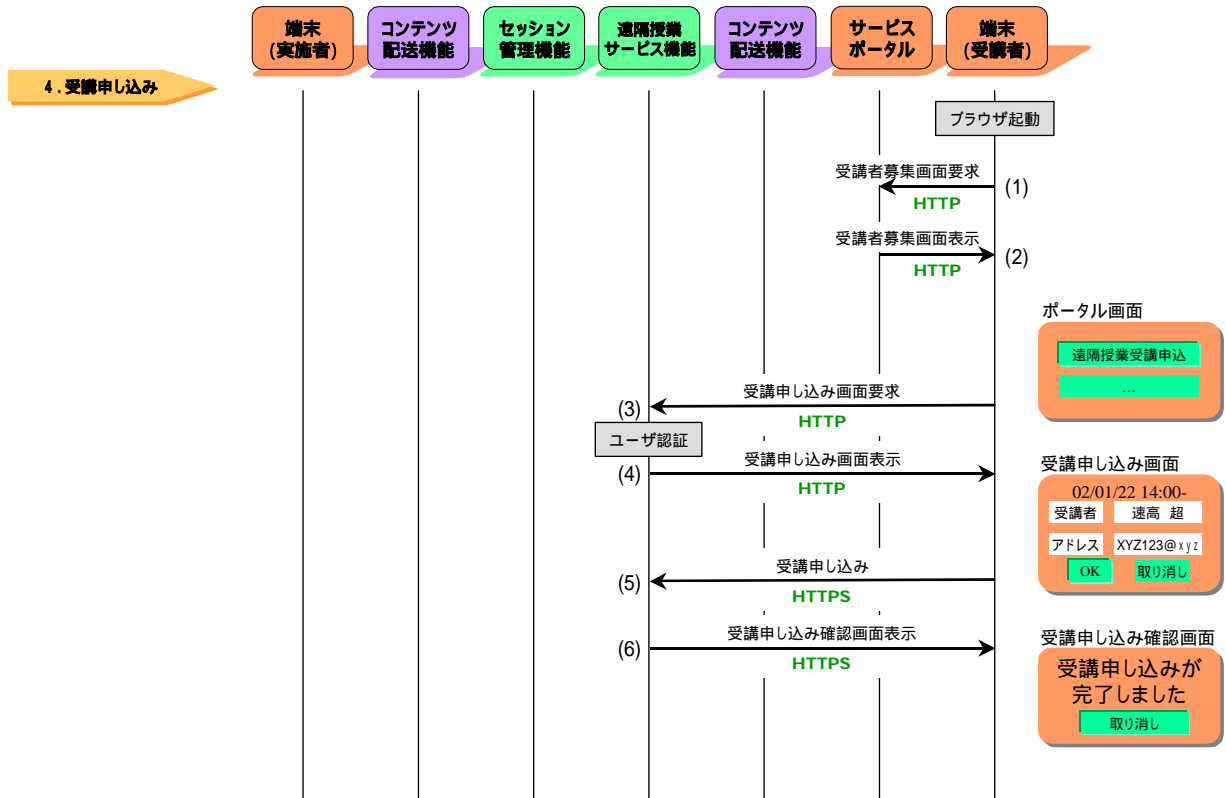 端末
(実施者)
コンテンツ
配送機能
セッション
管理機能
遠隔授業
サービス機能
コンテンツ
配送機能
サービス
ポータル
端末
(受講者)
4.受講申し込み
ブラウザ起動
受講者募集画面要求
(1)
HTTP
受講者募集画面表示
(2)
HTTP
ポータル画面
遠隔授業受講申込
…
受講申し込み画面要求
(3)
HTTP
ユーザ認証
受講申し込み画面表示
(4)
HTTP
受講申し込み画面
02/01/22 14:00-
受講者 速高 超
アドレス XYZ123@xyz
OK 取り消し
受講申し込み
(5)
HTTPS
受講申し込み確認画面表示
(6)
HTTPS
受講申し込み確認画面
受講申し込みが
完了しました
取り消し